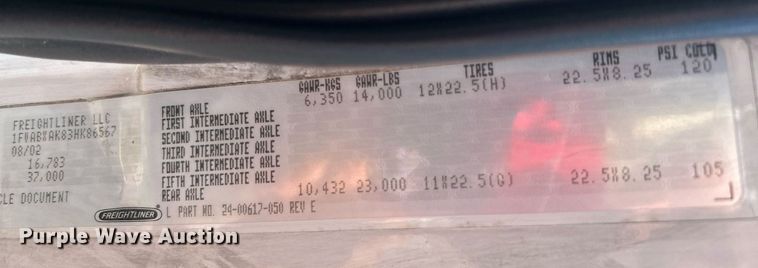 GAWR-KGS GAWR-LBS TIRES RIMS PSI COLD
FRONT AXLE 6,350 14,000 12X22.5(H) 22.5X8.25 120
FIRST INTERMEDIATE AXLE
SECOND INTERMEDIATE AXLE
THIRD INTERMEDIATE AXLE
FOURTH INTERMEDIATE AXLE
FIFTH INTERMEDIATE AXLE
REAR AXLE 10,432 23,000 11X22.5(G) 22.5X8.25 105
FREIGHTLINER LLC
1FVABXAK83HK86567
08/02
16,783
37,000
CLE DOCUMENT
FREIGHTLINER L PART NO. 24-00617-050 REV E
Purple Wave Auction